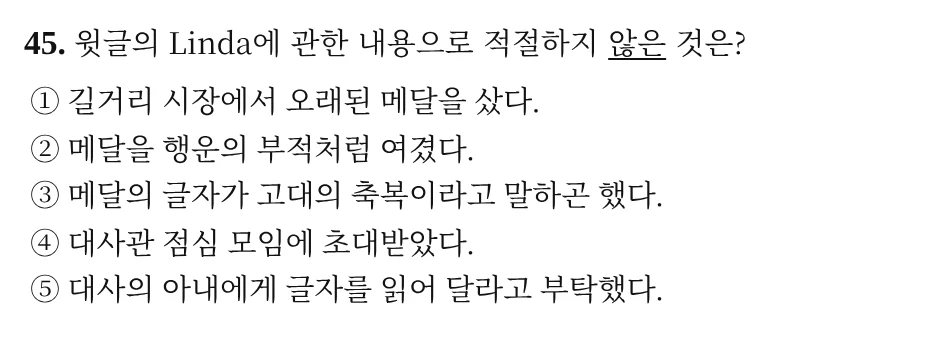 45. 윗글의 Linda에 관한 내용으로 적절하지 않은 것은?
① 길거리 시장에서 오래된 메달을 샀다.
② 메달을 행운의 부적처럼 여겼다.
③ 메달의 글자가 고대의 축복이라고 말하곤 했다.
④ 대사관 점심 모임에 초대받았다.
⑤ 대사의 아내에게 글자를 읽어 달라고 부탁했다.